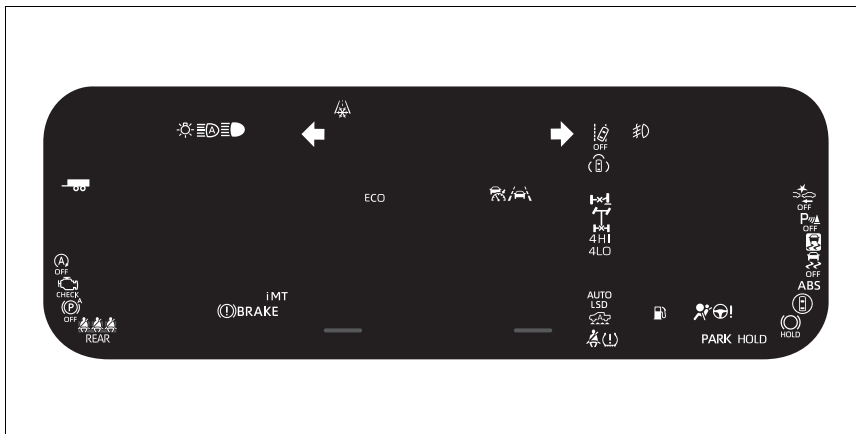 A
OFF
ECO
OFF
P
OFF
4HI
4LO
A
OFF
OFF
CHECK
ABS
P A
OFF
iMT
AUTO
LSD
(!)BRAKE
A
!
HOLD
REAR
(!)
PARK HOLD